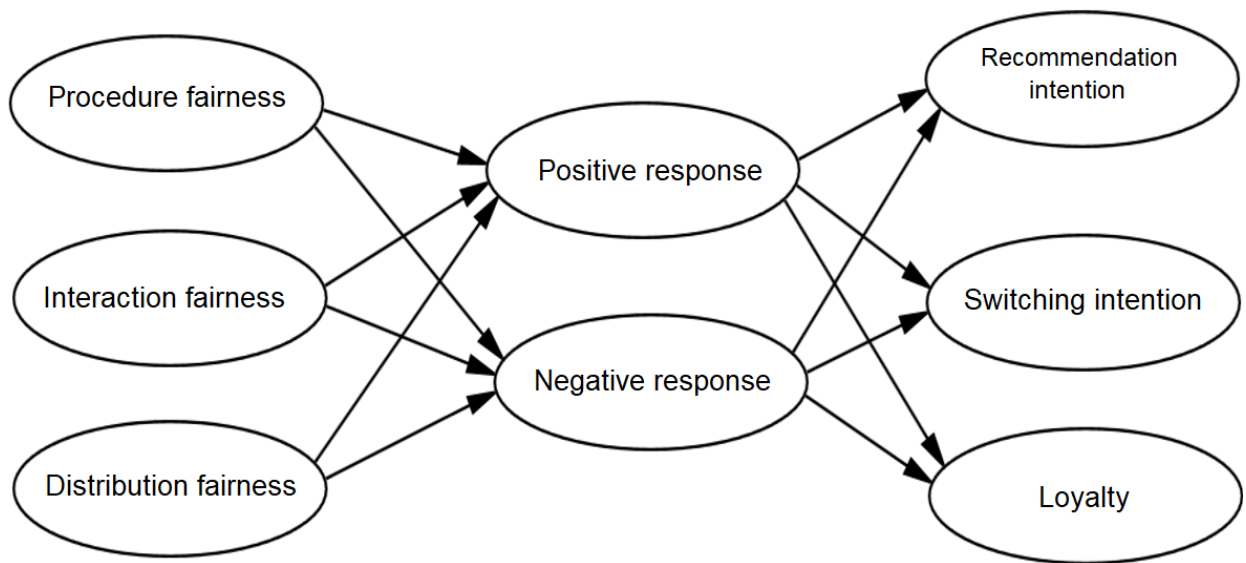 Procedure fairness
Interaction fairness
Distribution fairness
Positive response
Negative response
Recommendation
intention
Switching intention
Loyalty